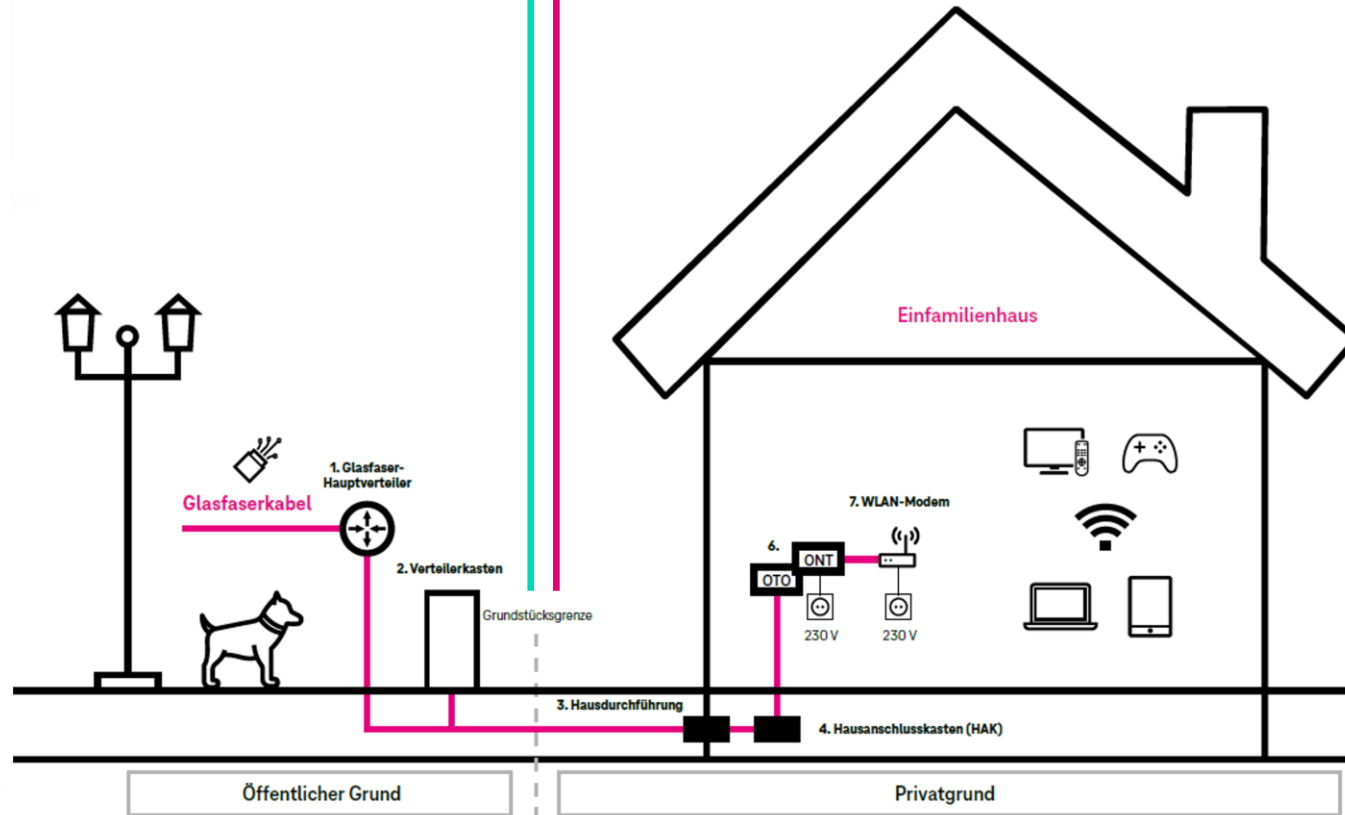 Einfamilienhaus
1. Glasfaser-
Hauptverteiler
Glasfaserkabel
2. Verteilerkasten
Grundstücksgrenze
7. WLAN-Modem
6.
ONT
OTO
230 V
230 V
3. Hausdurchführung
4. Hausanschlusskasten (HAK)
Öffentlicher Grund
Privatgrund